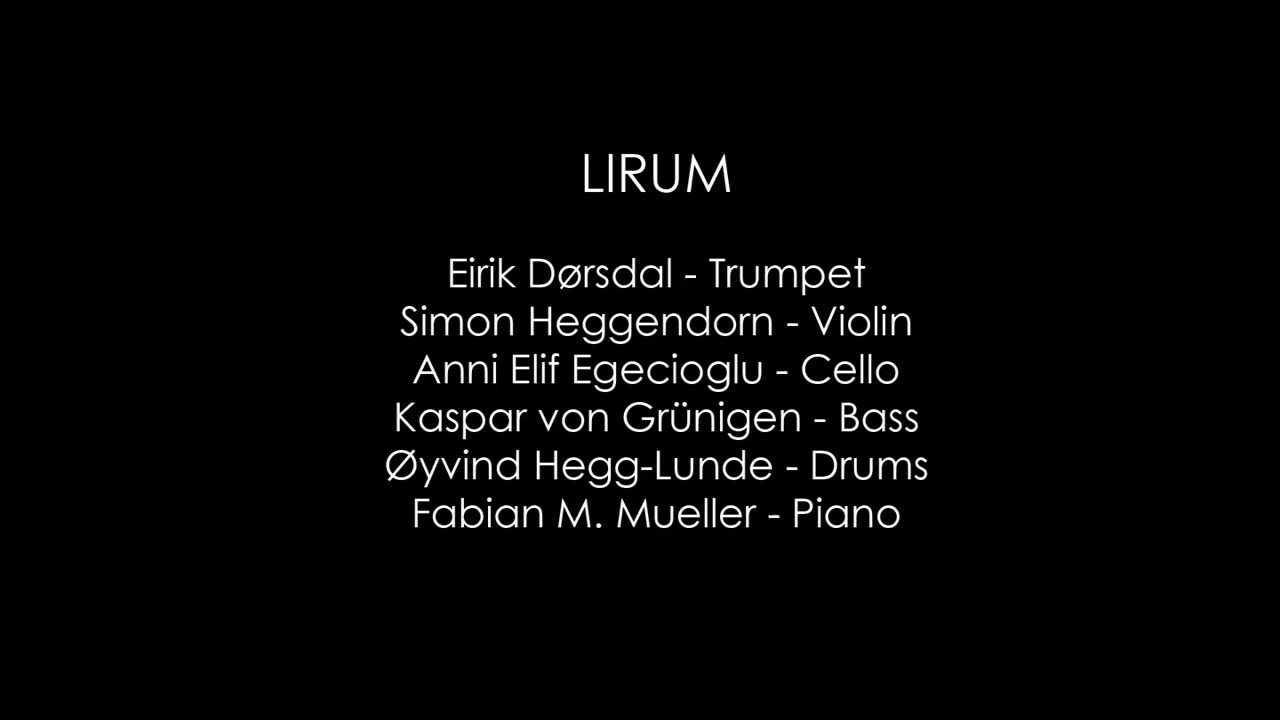 LIRUM
Eirik Dørsdal - Trumpet
Simon Heggendorn - Violin
Anni Elif Egecioglu - Cello
Kaspar von Grünigen - Bass
Øyvind Hegg-Lunde - Drums
Fabian M. Mueller - Piano